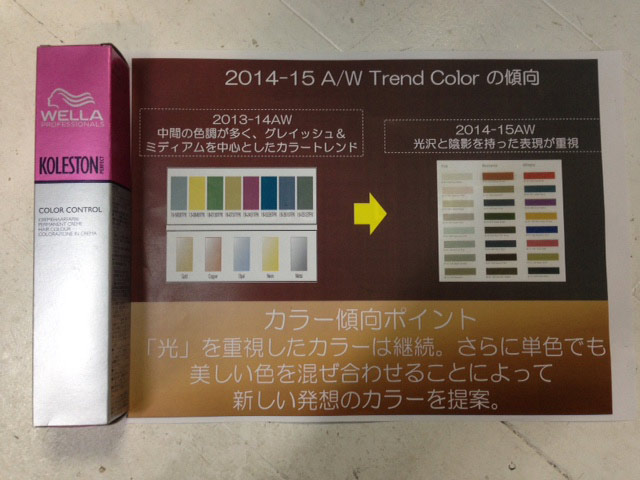 WELLA
PROFESSIONALS
KOLESTON
PERFECT
COLOR CONTROL
PERMANENT CREME
HAIR COLOUR
2014-15 A/W Trend Color の傾向
2013-14AW
中間の色調が多く、グレイッシュ&
ミディアムを中心としたカラートレンド
2014-15AW
光沢と陰影を持った表現が重視
カラー傾向ポイント
「光」を重視したカラーは継続。さらに単色でも
美しい色を混ぜ合わせることによって
新しい発想のカラーを提案。